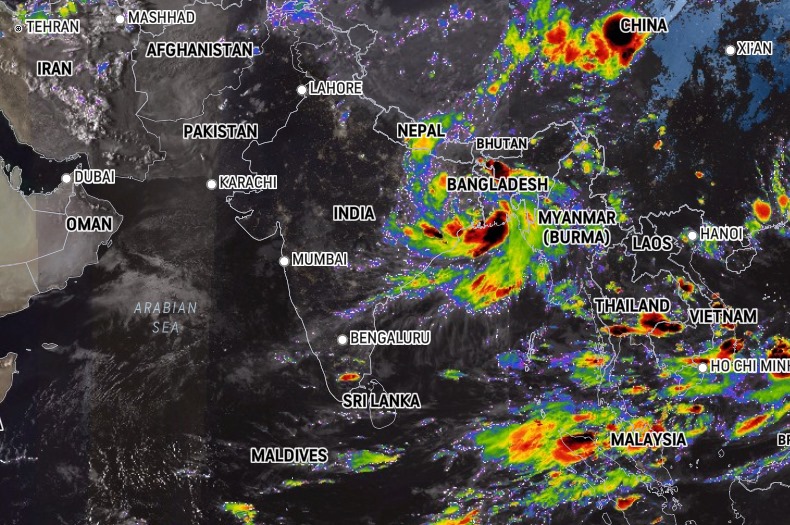 CHINA
MASHHAD
TEHRAN
XI'AN
AFGHANISTAN
IRAN
LAHORE
NEPAL
PAKISTAN
BHUTAN
DUBAI
KARACHI
BANGLADESH
INDIA
MYANMAR
(BURMA)
OMAN
HANOI
LAOS
MUMBAI
ARABIAN
SEA
THAILAND
VIETNAM
BENGALURU
HO CHI MINH
SRI LANKA
MALAYSIA
BR
MALDIVES